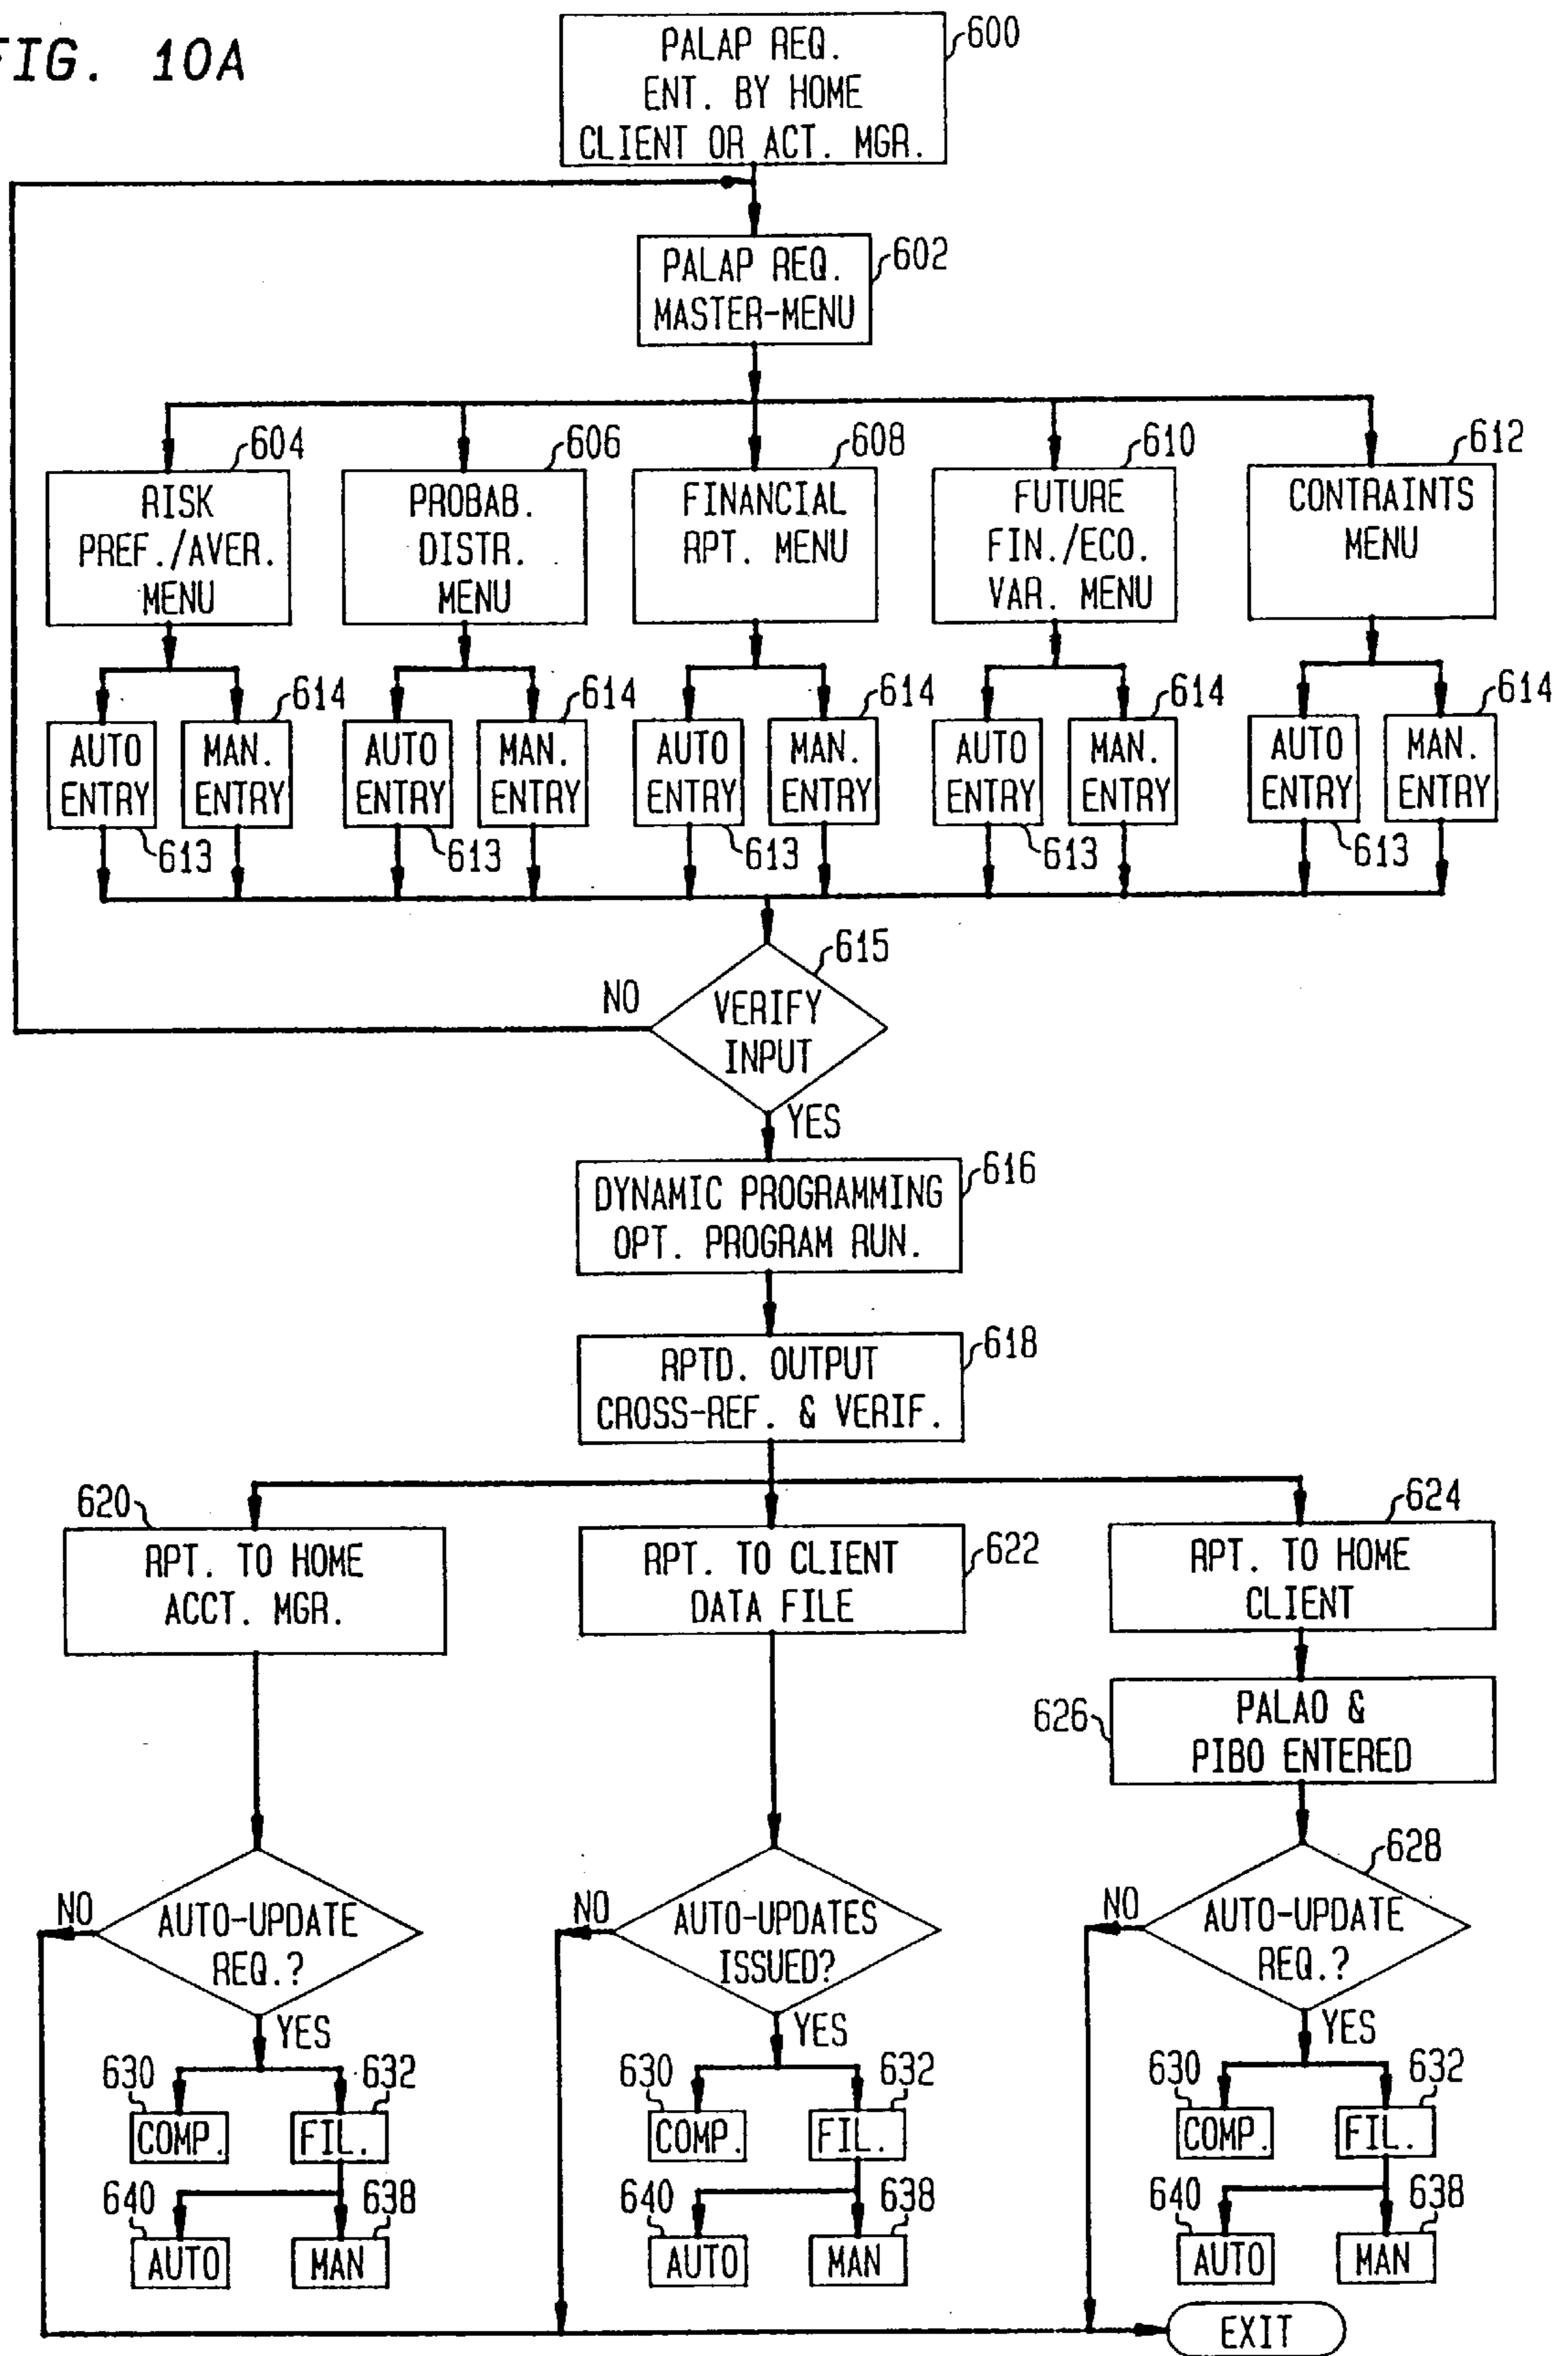 FIG. 10A
PALAP REQ.
ENT. BY HOME
CLIENT OR ACT. MGR.
600
PALAP REQ.
MASTER-MENU
602
604
606
608
610
612
RISK
PREF./AVER.
MENU
PROBAB.
DISTR.
MENU
FINANCIAL
RPT. MENU
FUTURE
FIN./ECO.
VAR. MENU
CONTRAINTS
MENU
614
614
614
614
614
AUTO
ENTRY
MAN.
ENTRY
AUTO
ENTRY
MAN.
ENTRY
AUTO
ENTRY
MAN.
ENTRY
AUTO
ENTRY
MAN.
ENTRY
AUTO
ENTRY
MAN.
ENTRY
613
613
613
613
613
615
NO
VERIFY
INPUT
YES
616
DYNAMIC PROGRAMMING
OPT. PROGRAM RUN.
618
RPTD. OUTPUT
CROSS-REF. & VERIF.
620
RPT. TO HOME
ACCT. MGR.
622
RPT. TO CLIENT
DATA FILE
624
RPT. TO HOME
CLIENT
626
PALAO &
PIBO ENTERED
628
NO
AUTO-UPDATE
REQ.?
YES
NO
AUTO-UPDATES
ISSUED?
YES
NO
AUTO-UPDATE
REQ.?
YES
630
632
COMP.
FIL.
640
638
AUTO
MAN
630
632
COMP.
FIL.
640
638
AUTO
MAN
630
632
COMP.
FIL.
640
638
AUTO
MAN
EXIT